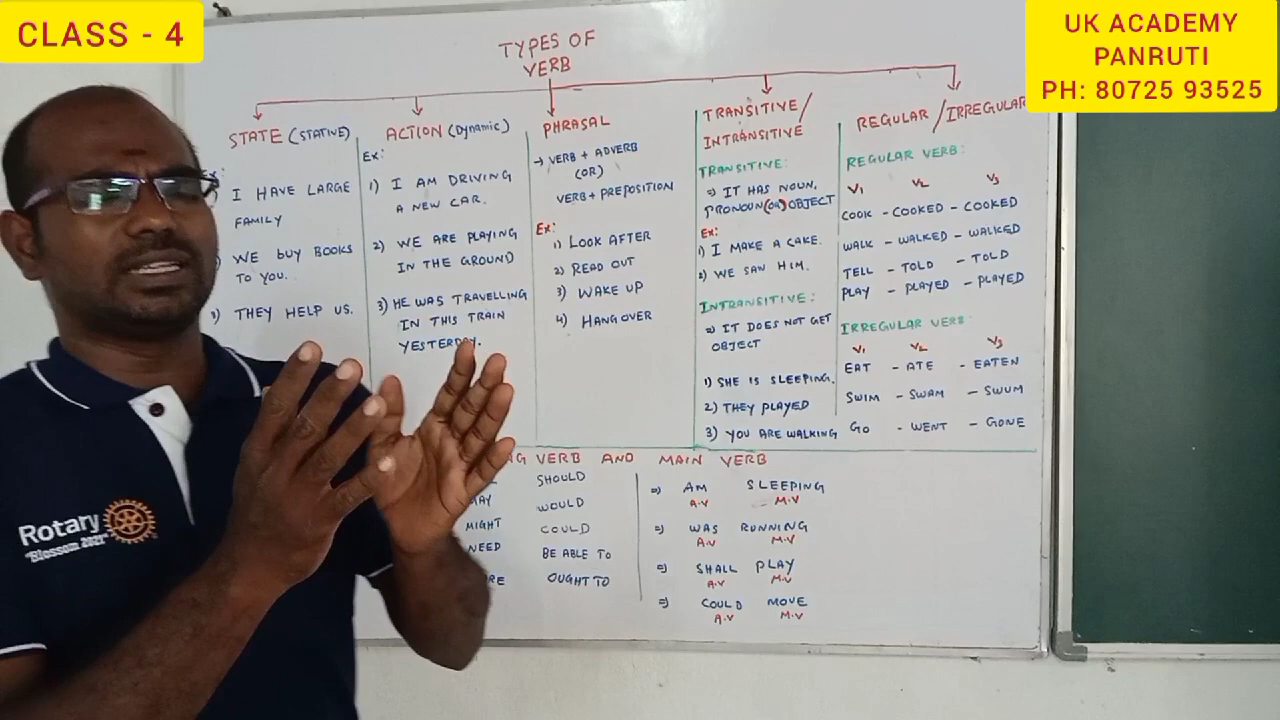 CLASS - 4
UK ACADEMY
PANRUTI
PH: 80725 93525
TYPES OF
VERB
STATE (STATIVE)
I HAVE LARGE
FAMILY
WE BUY BOOKS
TO YOU.
3) THEY HELP US.
ACTION (Dynamic)
Ex:
1) I AM DRIVING
A NEW CAR.
2) WE ARE PLAYING
IN THE GROUND
3) HE WAS TRAVELLING
IN THIS TRAIN
YESTERDAY.
PHRASAL
→ VERB + ADVERB
(OR)
VERB + PREPOSITION
Ex:
1) LOOK AFTER
2) READ OUT
3) WAKE UP
4) HANGOVER
TRANSITIVE /
INTRANSITIVE
TRANSITIVE:
⇒ IT HAS NOUN,
PRONOUN (OR) OBJECT
Ex:
1) I MAKE A CAKE.
2) WE SAW HIM.
INTRANSITIVE:
⇒ IT DOES NOT GET
OBJECT
1) SHE IS SLEEPING.
2) THEY PLAYED
3) YOU ARE WALKING
REGULAR / IRREGULAR
REGULAR VERB:
V1 V2 V3
COOK - COOKED - COOKED
WALK - WALKED - WALKED
TELL - TOLD - TOLD
PLAY - PLAYED - PLAYED
IRREGULAR VERB:
V1 V2 V3
EAT - ATE - EATEN
SWIM - SWAM - SWUM
GO - WENT - GONE
VERB AND MAIN VERB
SHOULD
MAY WOULD
MIGHT COULD
NEED BE ABLE TO
OUGHT TO
⇒ AM SLEEPING
A.V M.V
⇒ WAS RUNNING
A.V M.V
⇒ SHALL PLAY
A.V M.V
⇒ COULD MOVE
A.V M.V
Rotary
"Blossom 2021"